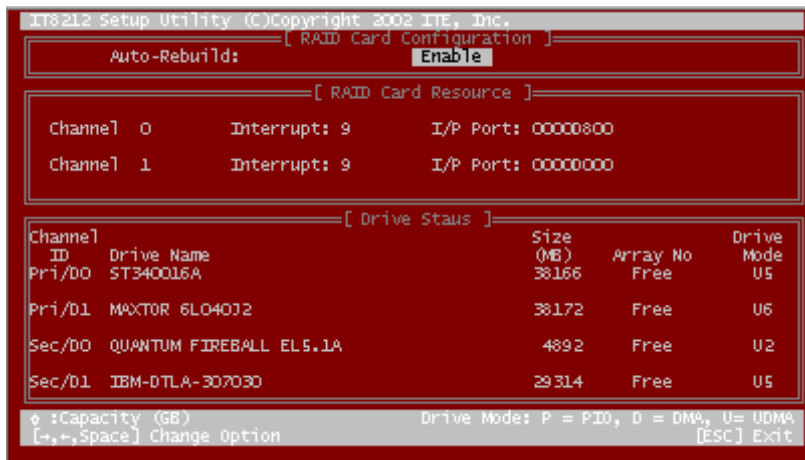 IT8212 Setup Utility (C)Copyright 2002 ITE, Inc.
[ RAID Card Configuration ]
Auto-Rebuild: Enable
[ RAID Card Resource ]
Channel 0 Interrupt: 9 I/P Port: 0000D800
Channel 1 Interrupt: 9 I/P Port: 0000D000
[ Drive Staus ]
Channel Size Drive
ID Drive Name (MB) Array No Mode
Pri/D0 ST340016A 38166 Free U5
Pri/D1 MAXTOR 6L040J2 38172 Free U6
Sec/D0 QUANTUM FIREBALL EL5.1A 4892 Free U2
Sec/D1 IBM-DTLA-307030 29314 Free U5
⇕ :Capacity (GB) Drive Mode: P = PIO, D = DMA, U= UDMA
[→,←,Space] Change Option [ESC] Exit